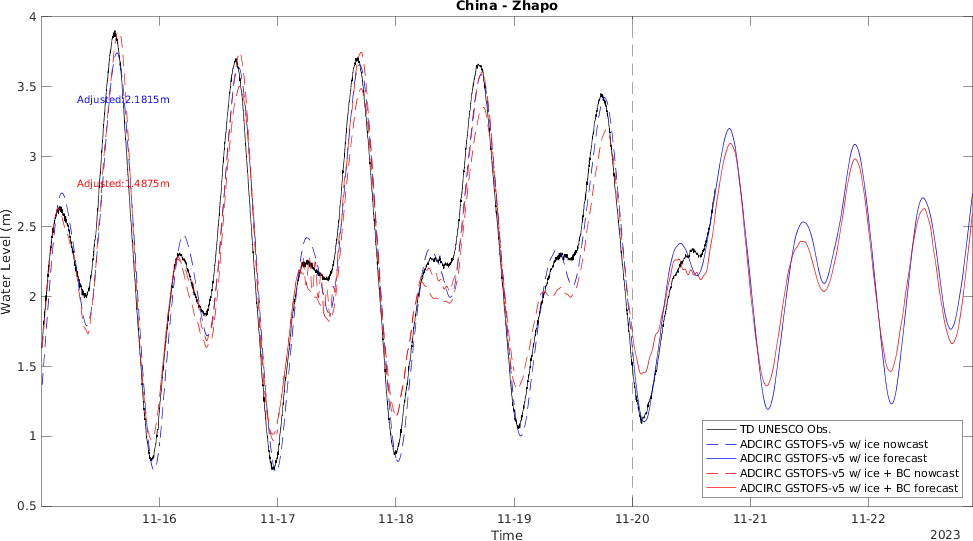 China - Zhapo
4
3.5
3
2.5
2
1.5
1
0.5
Water Level (m)
Adjusted:2.1815m
Adjusted:1.4875m
TD UNESCO Obs.
ADCIRC GSTOFS-v5 w/ ice nowcast
ADCIRC GSTOFS-v5 w/ ice forecast
ADCIRC GSTOFS-v5 w/ ice + BC nowcast
ADCIRC GSTOFS-v5 w/ ice + BC forecast
11-16 11-17 11-18 11-19 11-20 11-21 11-22
Time
2023